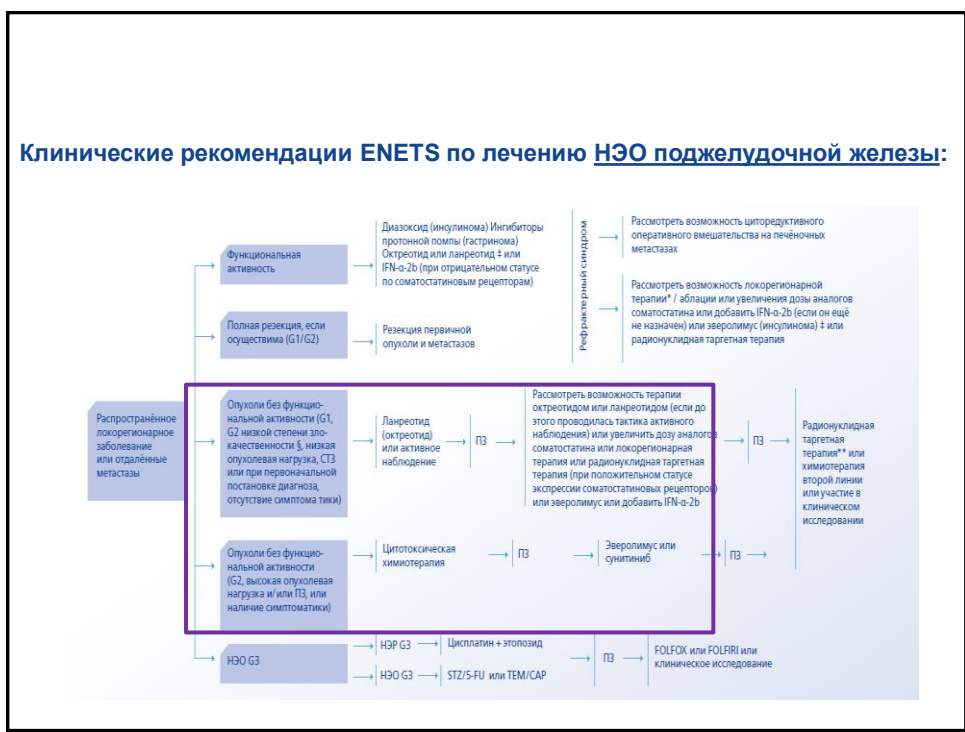 Клинические рекомендации ENETS по лечению НЭО поджелудочной железы:
Функциональная
активность
Диазоксид (инсулинома) Ингибиторы
протонной помпы (гастринома)
Октреотид или ланреотид ‡ или
IFN-α-2b (при отрицательном статусе
по соматостатиновым рецепторам)
Рефрактерный синдром
Рассмотреть возможность циторедуктивного
оперативного вмешательства на печёночных
метастазах
Рассмотреть возможность локорегионарной
терапии* / аблации или увеличения дозы аналогов
соматостатина или добавить IFN-α-2b (если он ещё
не назначен) или эверолимус (инсулинома) ‡ или
радионуклидная таргетная терапия
Полная резекция, если
осуществима (G1/G2)
Резекция первичной
опухоли и метастазов
Распространённое
локорегионарное
заболевание
или отдалённые
метастазы
Опухоли без функцио-
нальной активности (G1,
G2 низкой степени зло-
качественности §, низкая
опухолевая нагрузка, СТЗ
или при первоначальной
постановке диагноза,
отсутствие симптома тики)
Ланреотид
(октреотид)
или активное
наблюдение
ПЗ
Рассмотреть возможность терапии
октреотидом или ланреотидом (если до
этого проводилась тактика активного
наблюдения) или увеличить дозу аналогов
соматостатина или локорегионарная
терапия или радионуклидная таргетная
терапия (при положительном статусе
экспрессии соматостатиновых рецепторов)
или эверолимус или добавить IFN-α-2b
ПЗ
Радионуклидная
таргетная
терапия** или
химиотерапия
второй линии
или участие в
клиническом
исследовании
Опухоли без функцио-
нальной активности
(G2, высокая опухолевая
нагрузка и/или ПЗ, или
наличие симптоматики)
Цитотоксическая
химиотерапия
ПЗ
Эверолимус или
сунитиниб
ПЗ
НЭО G3
НЭР G3
Цисплатин + этопозид
НЭО G3
STZ/5-FU или TEM/CAP
ПЗ
FOLFOX или FOLFIRI или
клиническое исследование